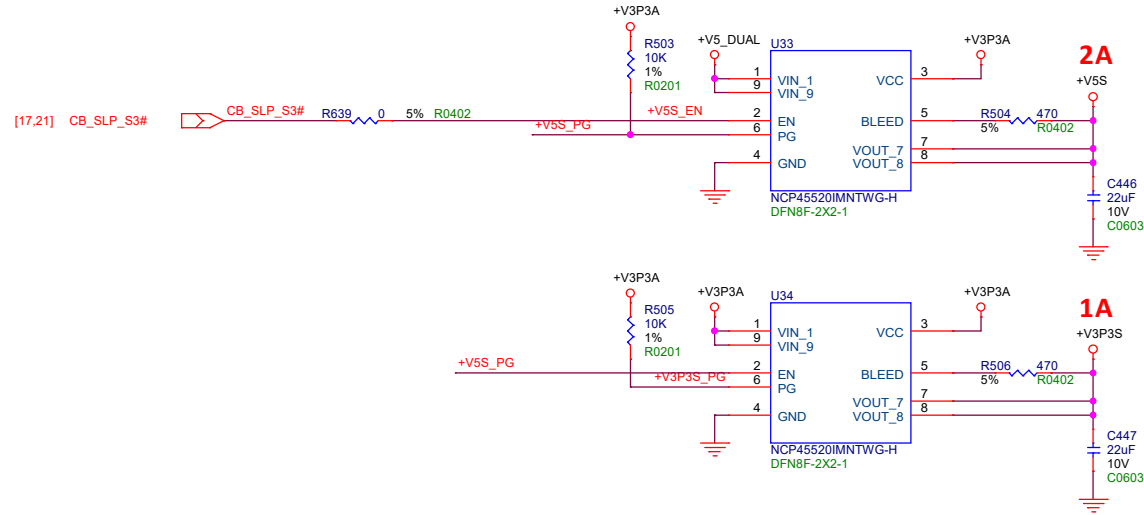 +V3P3A
R503
10K
1%
R0201
+V5_DUAL
U33
+V3P3A
2A
+V5S
1 VIN_1
9 VIN_9
VCC 3
[17,21] CB_SLP_S3#
CB_SLP_S3#
R639 0 5% R0402
+V5S_EN
2 EN
+V5S_PG
6 PG
BLEED 5
R504 470
5% R0402
VOUT_7 7
VOUT_8 8
4 GND
NCP45520IMNTWG-H
DFN8F-2X2-1
C446
22uF
10V
C0603
+V3P3A
R505
10K
1%
R0201
+V3P3A
U34
+V3P3A
1A
+V3P3S
1 VIN_1
9 VIN_9
VCC 3
+V5S_PG
2 EN
+V3P3S_PG
6 PG
BLEED 5
R506 470
5% R0402
VOUT_7 7
VOUT_8 8
4 GND
NCP45520IMNTWG-H
DFN8F-2X2-1
C447
22uF
10V
C0603